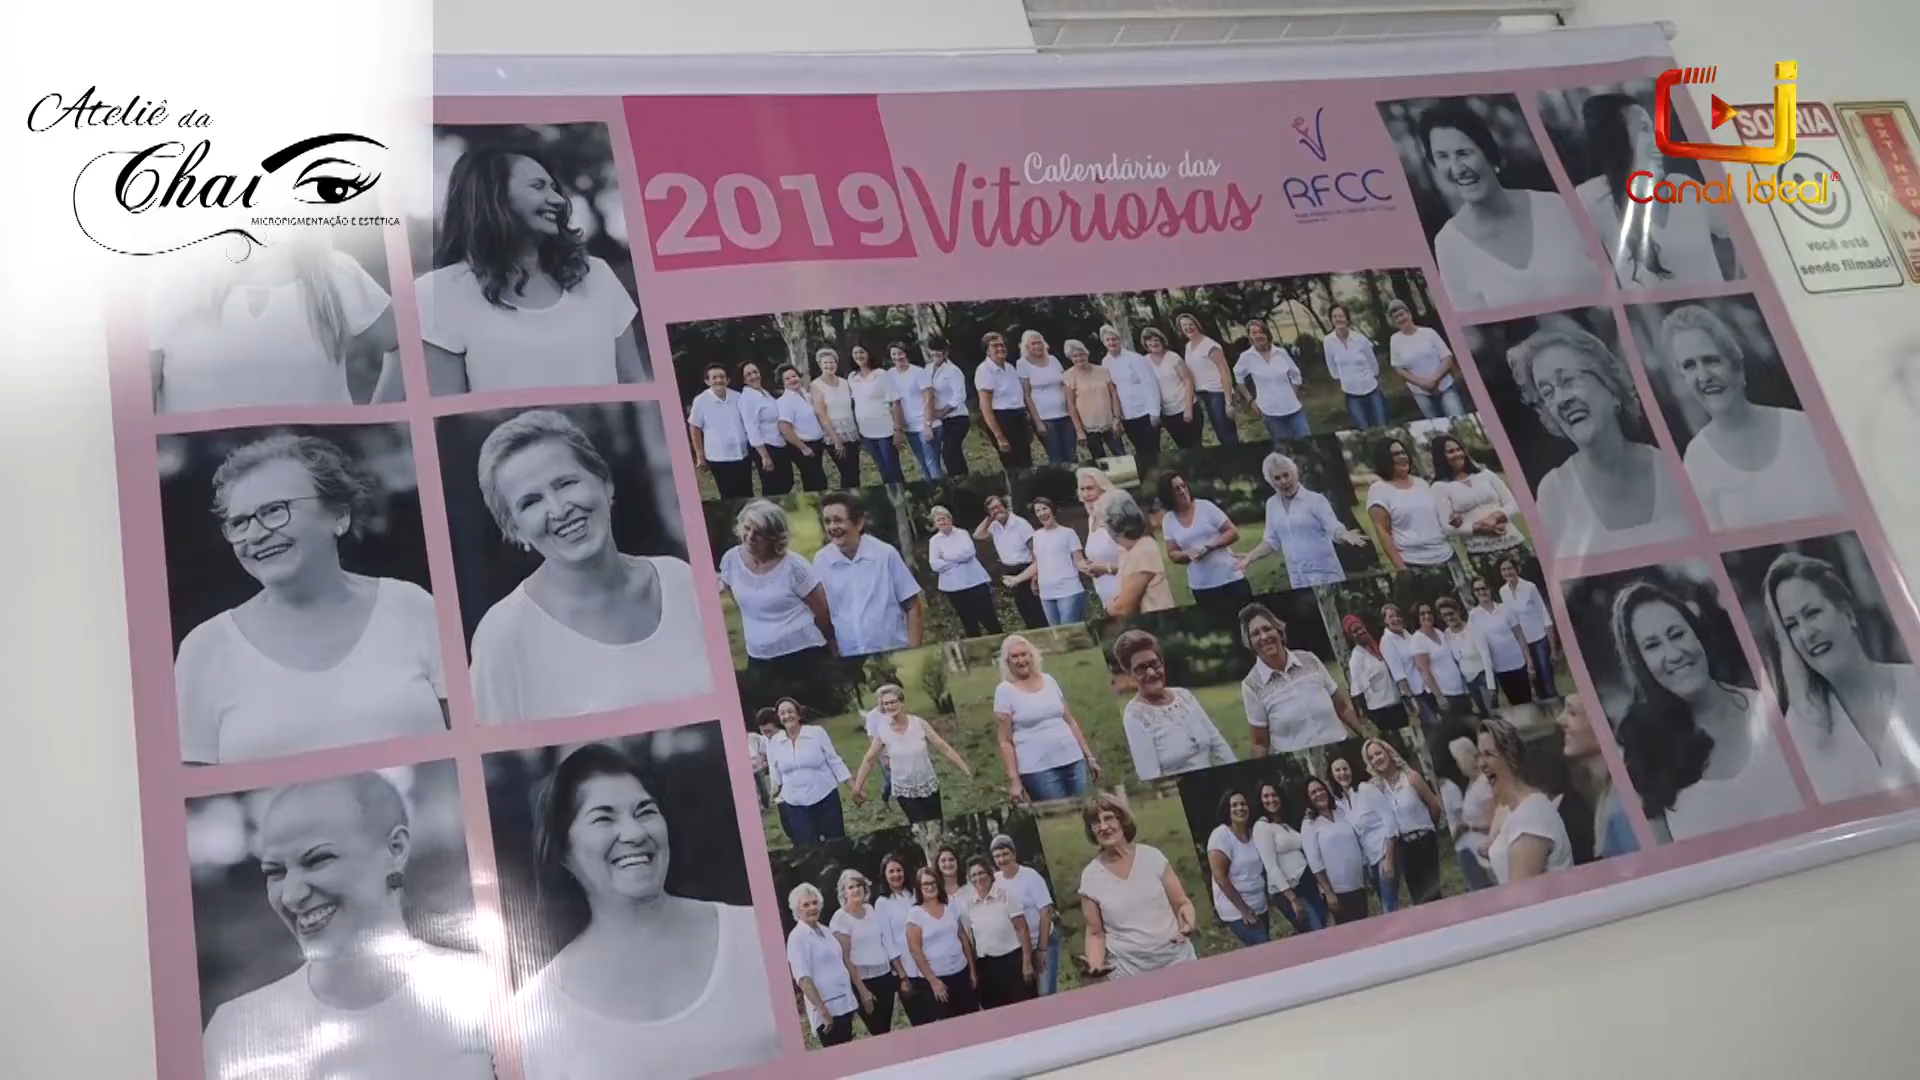 Ateliê da
Chai
MICROPIGMENTAÇÃO E ESTÉTICA
2019
Calendário das
Vitoriosas
RFCC
Canal Ideal®
SORRIA
você está
sendo filmado!
EXTINTOR